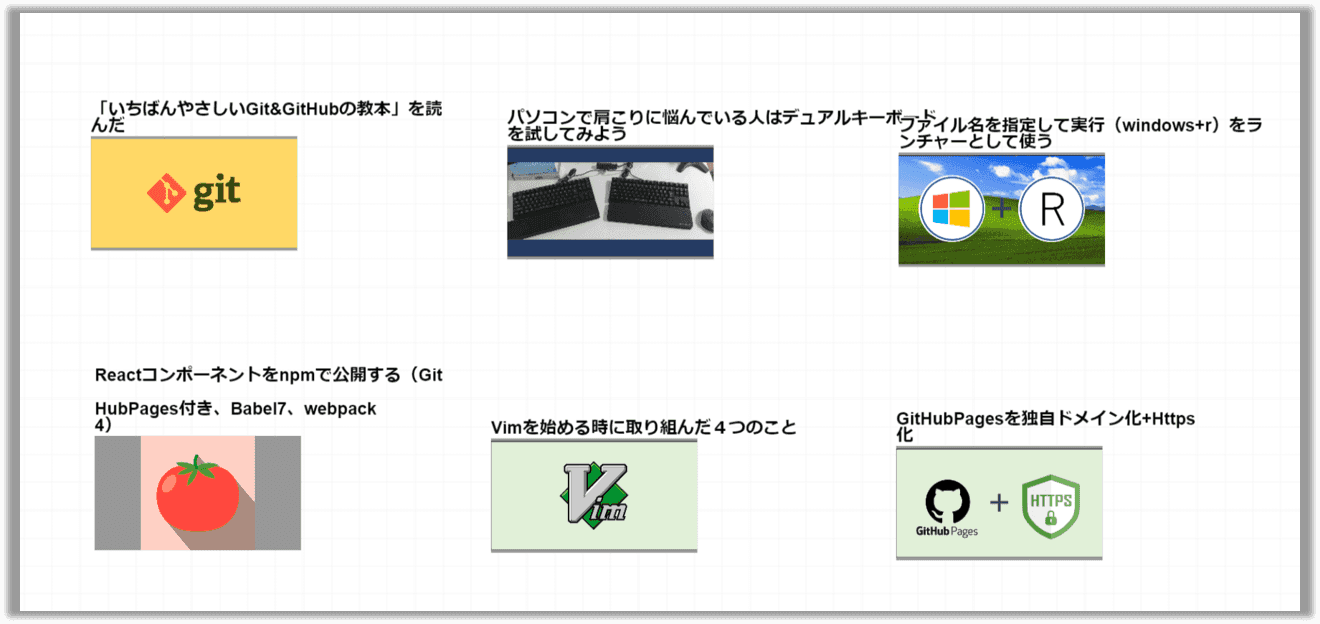 「いちばんやさしいGit&GitHubの教本」を読
んだ
git
パソコンで肩こりに悩んでいる人はデュアルキーボード
を試してみよう
ファイル名を指定して実行（windows+r）をラ
ンチャーとして使う
+ R
ReactコンポーネントをnpmでÅ公開する（Git
HubPages付き、Babel7、webpack
4）
Vimを始める時に取り組んだ４つのこと
Vim
GitHubPagesを独自ドメイン化+Https
化
GitHub Pages
+
HTTPS